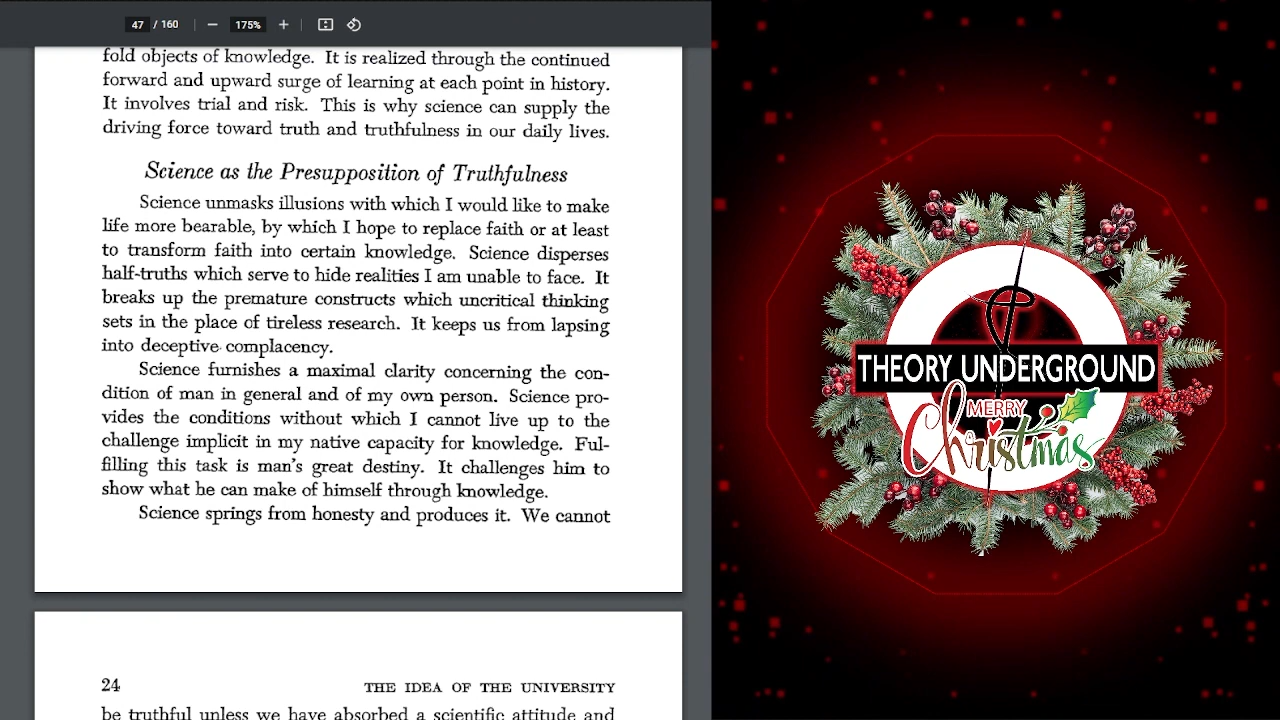 47 / 160 − 175% +
fold objects of knowledge. It is realized through the continued
forward and upward surge of learning at each point in history.
It involves trial and risk. This is why science can supply the
driving force toward truth and truthfulness in our daily lives.
Science as the Presupposition of Truthfulness
Science unmasks illusions with which I would like to make
life more bearable, by which I hope to replace faith or at least
to transform faith into certain knowledge. Science disperses
half-truths which serve to hide realities I am unable to face. It
breaks up the premature constructs which uncritical thinking
sets in the place of tireless research. It keeps us from lapsing
into deceptive complacency.
Science furnishes a maximal clarity concerning the con-
dition of man in general and of my own person. Science pro-
vides the conditions without which I cannot live up to the
challenge implicit in my native capacity for knowledge. Ful-
filling this task is man's great destiny. It challenges him to
show what he can make of himself through knowledge.
Science springs from honesty and produces it. We cannot
24 THE IDEA OF THE UNIVERSITY
be truthful unless we have absorbed a scientific attitude and
THEORY UNDERGROUND
MERRY
Christmas